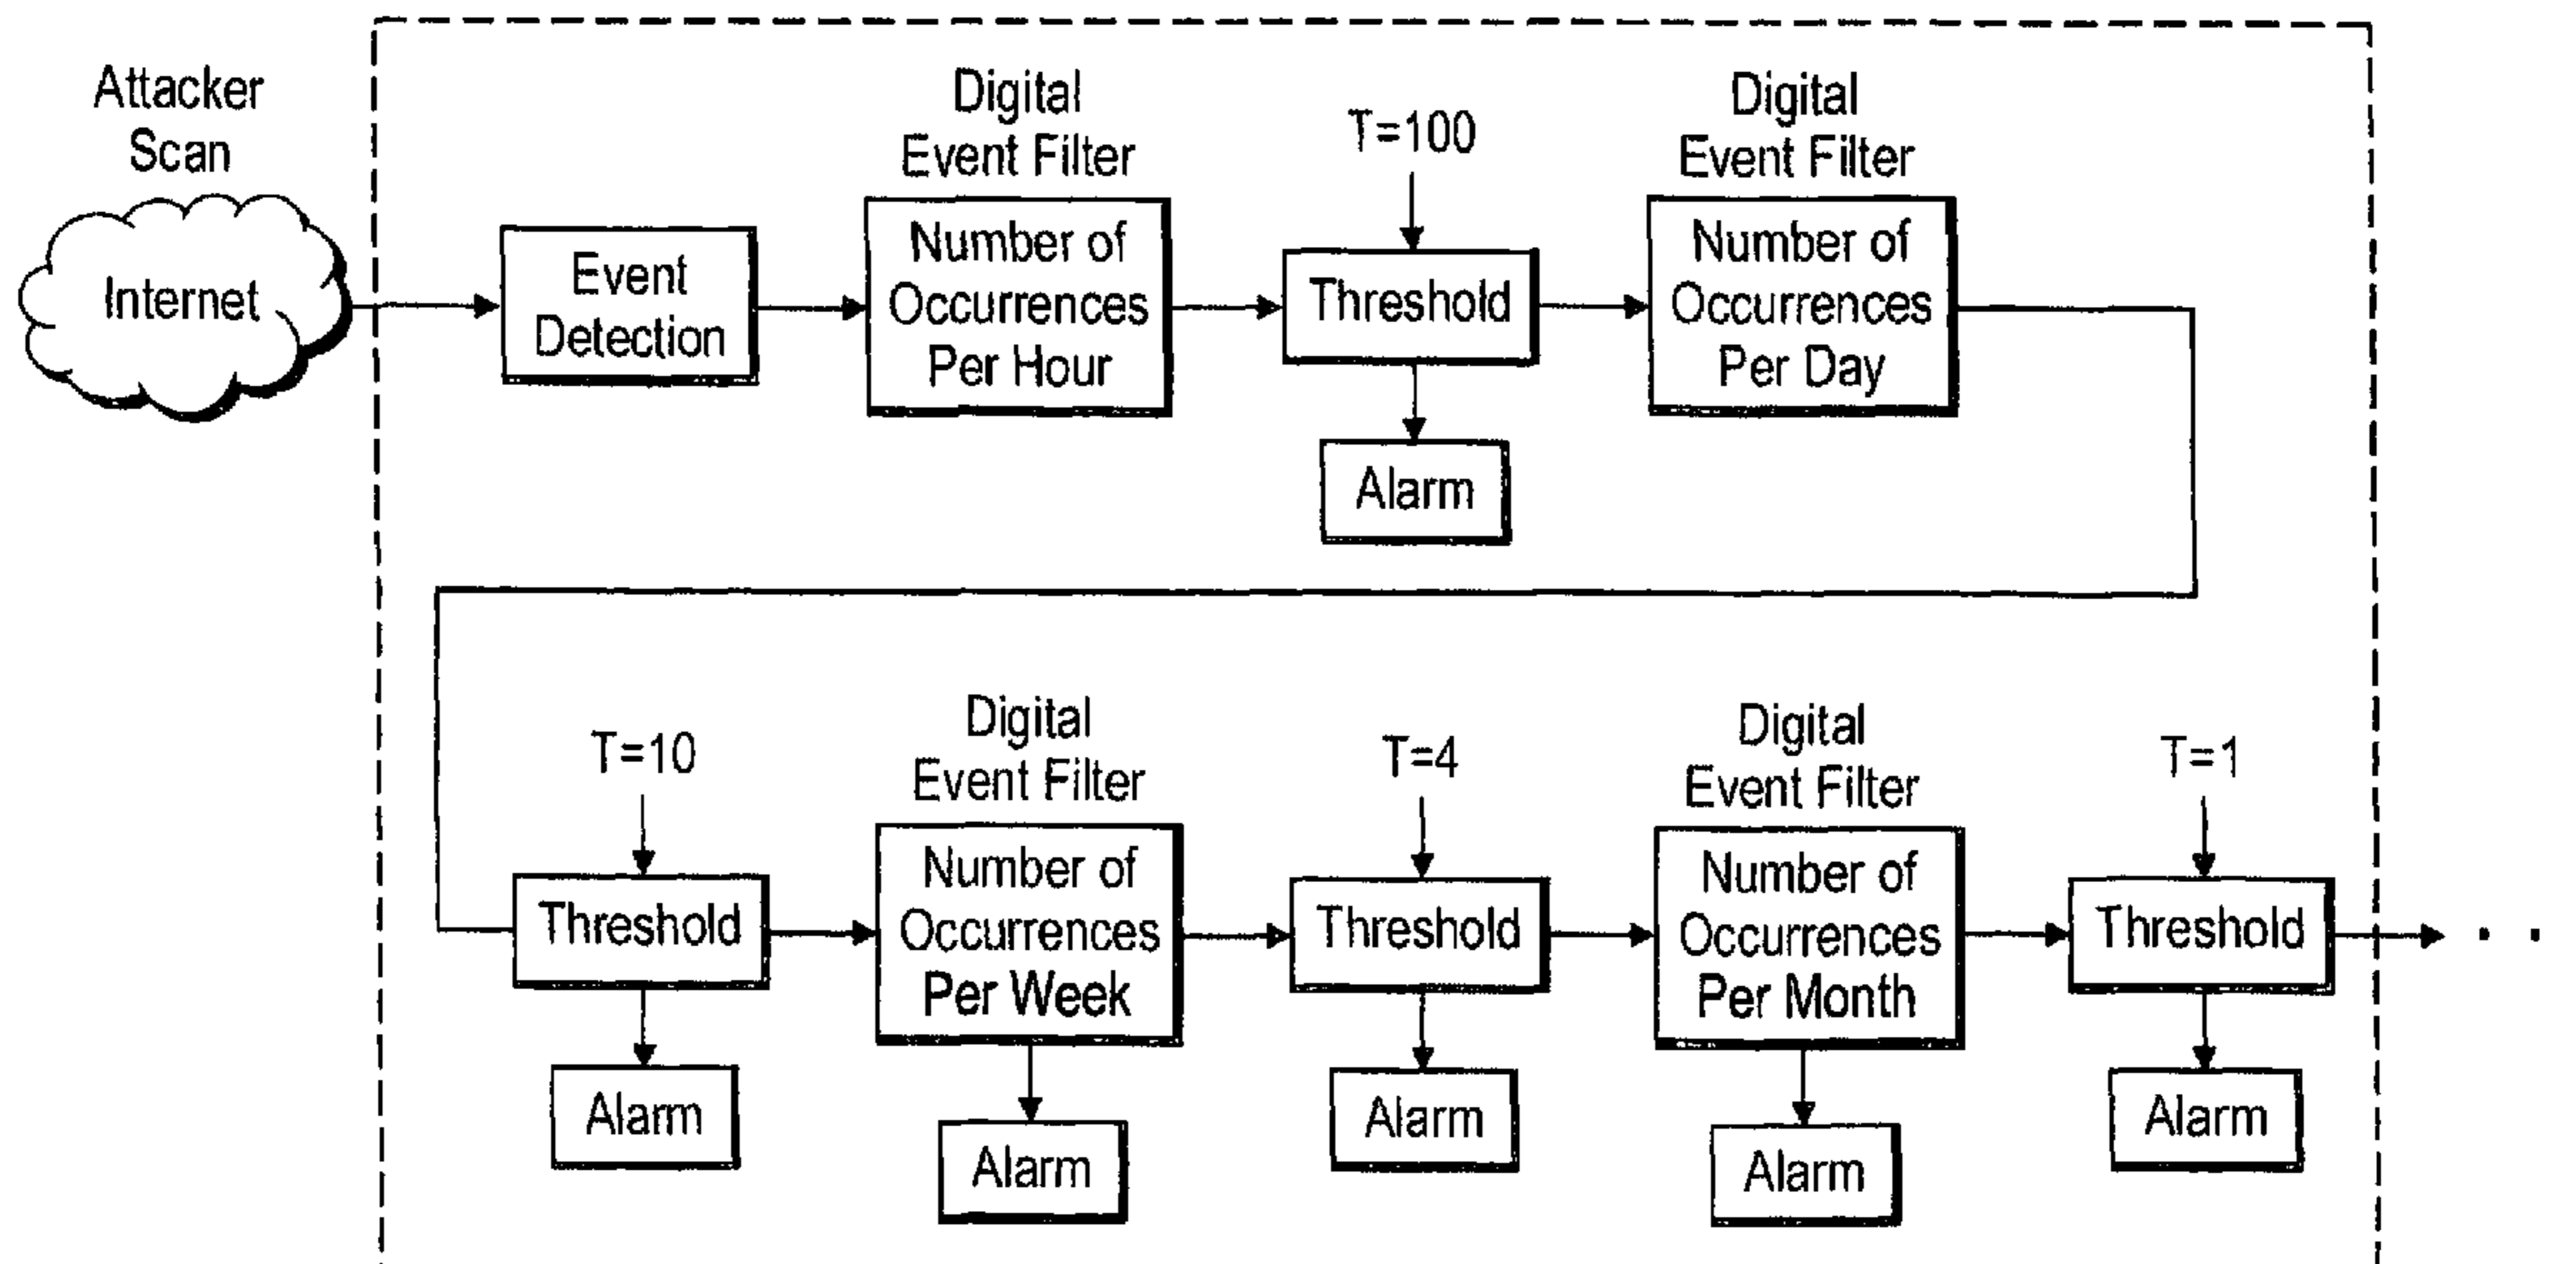 Attacker
Scan
Internet
Event
Detection
Digital
Event Filter
Number of
Occurrences
Per Hour
T=100
Threshold
Alarm
Digital
Event Filter
Number of
Occurrences
Per Day
T=10
Threshold
Alarm
Digital
Event Filter
Number of
Occurrences
Per Week
Alarm
T=4
Threshold
Alarm
Digital
Event Filter
Number of
Occurrences
Per Month
Alarm
T=1
Threshold
Alarm